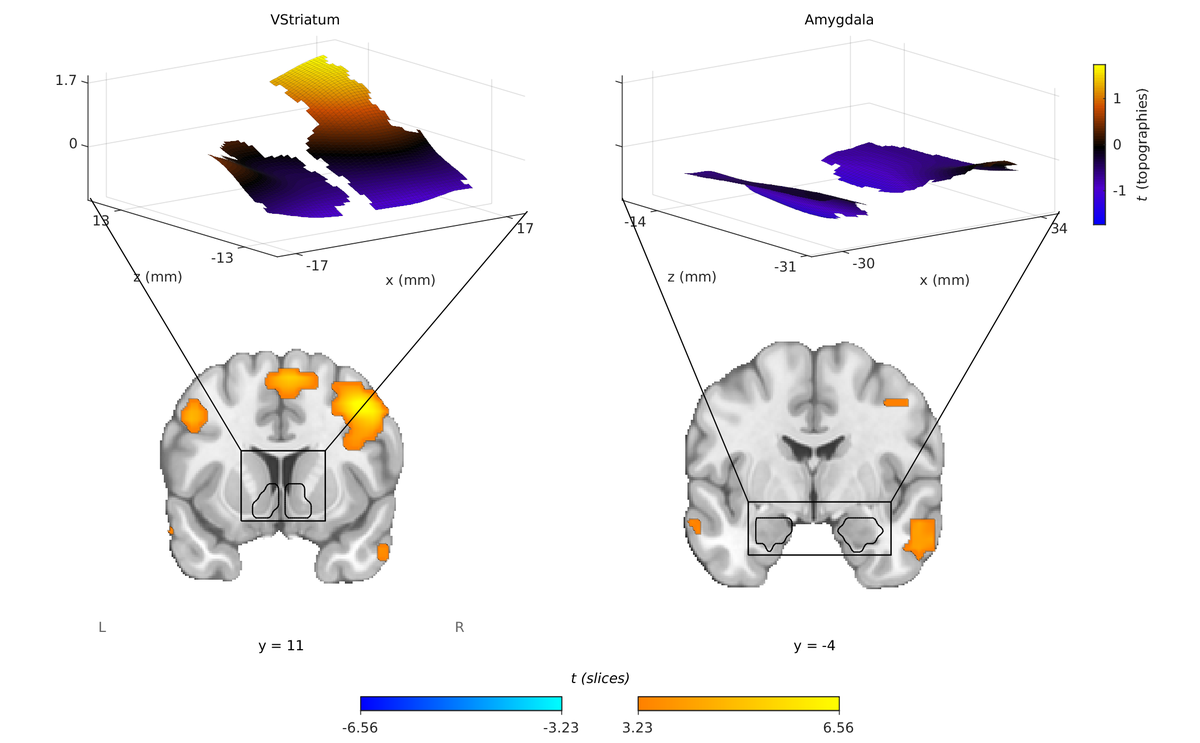 VStriatum
Amygdala
1.7
0
13
-13
-17
17
z (mm)
x (mm)
-14
-31
-30
34
z (mm)
x (mm)
1
0
-1
t (topographies)
L
R
y = 11
y = -4
t (slices)
-6.56
-3.23
3.23
6.56